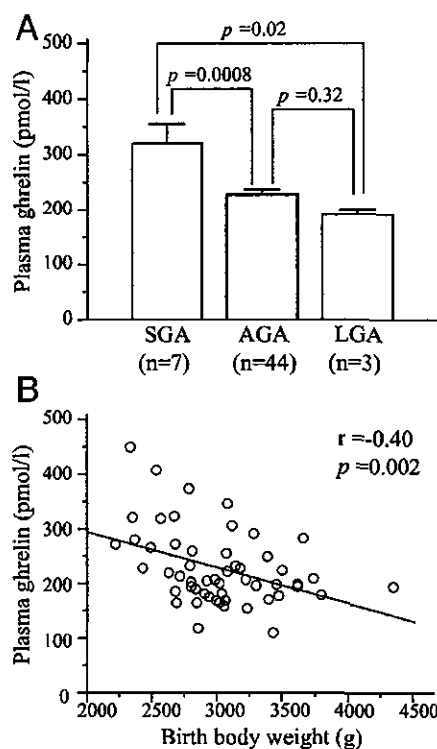 A
p =0.02
p =0.0008
p =0.32
Plasma ghrelin (pmol/l)
500
400
300
200
100
0
SGA AGA LGA
(n=7) (n=44) (n=3)
B
r =-0.40
p =0.002
Plasma ghrelin (pmol/l)
500
400
300
200
100
0
2000 2500 3000 3500 4000 4500
Birth body weight (g)